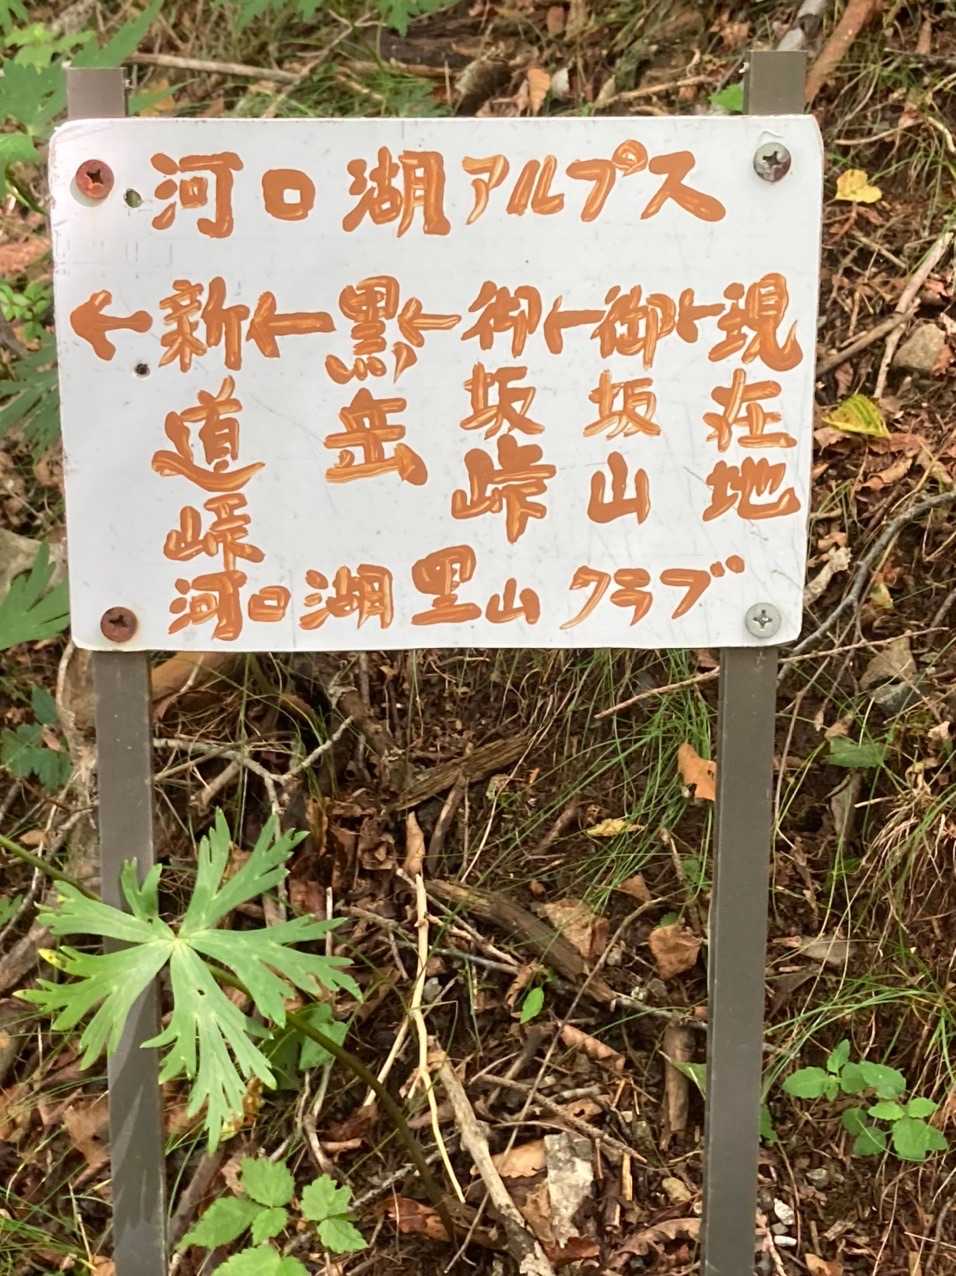 河口湖アルプス
現在地
←御坂山
←御坂峠
←黒岳
←新道峠
←
河口湖里山クラブ